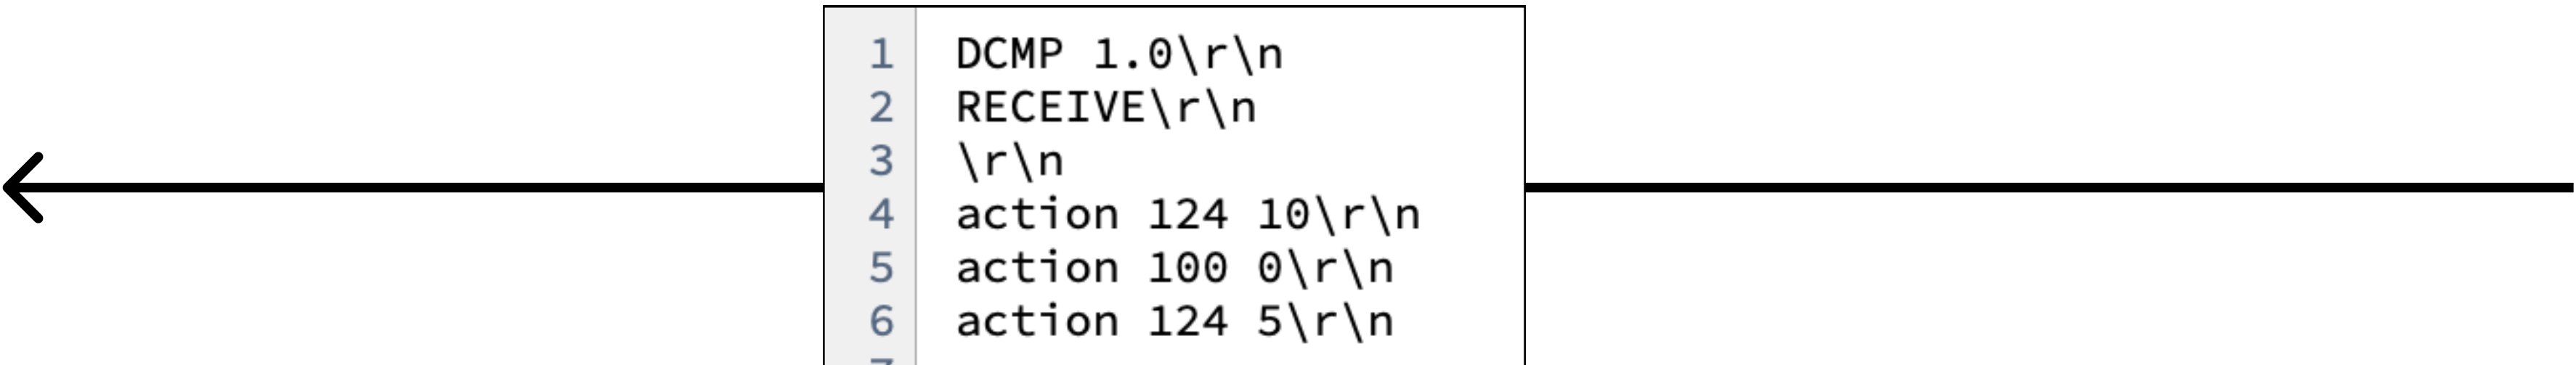 1 DCMP 1.0\r\n
2 RECEIVE\r\n
3 \r\n
4 action 124 10\r\n
5 action 100 0\r\n
6 action 124 5\r\n